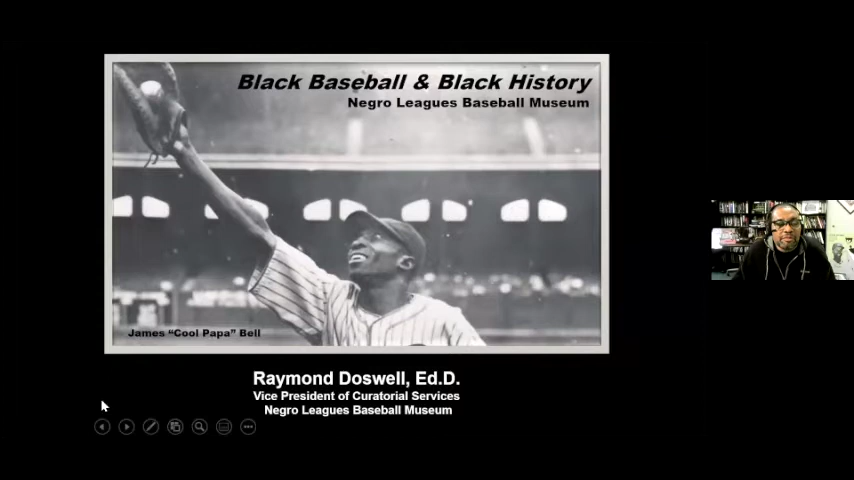 Black Baseball & Black History
Negro Leagues Baseball Museum
James “Cool Papa” Bell
Raymond Doswell, Ed.D.
Vice President of Curatorial Services
Negro Leagues Baseball Museum